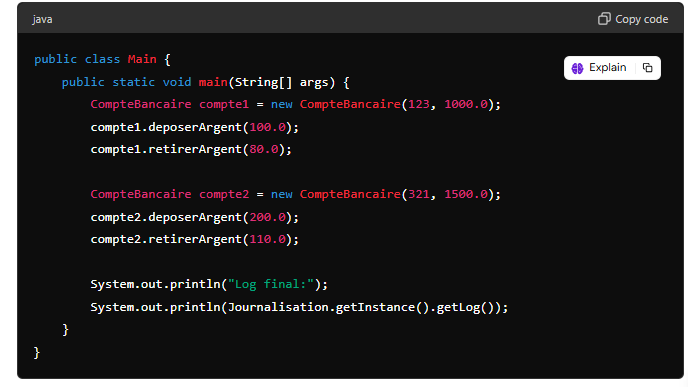 java Copy code
public class Main {
Explain
public static void main(String[] args) {
CompteBancaire compte1 = new CompteBancaire(123, 1000.0);
compte1.deposerArgent(100.0);
compte1.retirerArgent(80.0);
CompteBancaire compte2 = new CompteBancaire(321, 1500.0);
compte2.deposerArgent(200.0);
compte2.retirerArgent(110.0);
System.out.println("Log final:");
System.out.println(Journalisation.getInstance().getLog());
}
}